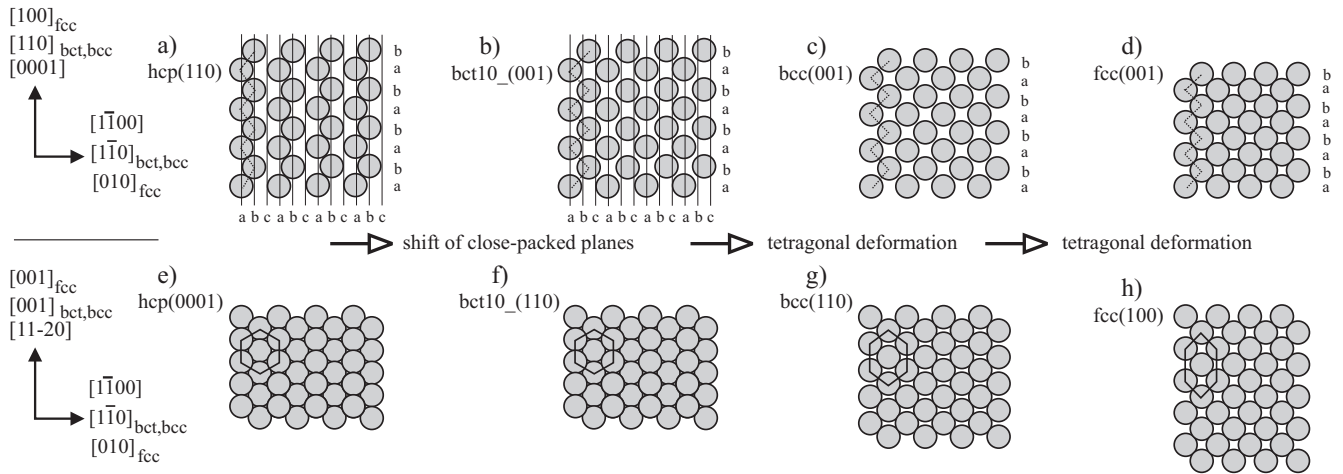 [100]fcc
[110] bct,bcc
[0001]
[11̅00]
[11̅0]bct,bcc
[010]fcc
a)
hcp(110)
b
a
b
a
b
a
b
a
a b c a b c a b c a b c
b)
bct10_(001)
b
a
b
a
b
a
b
a
a b c a b c a b c a b c
c)
bcc(001)
b
a
b
a
b
a
b
a
d)
fcc(001)
b
a
b
a
b
a
b
a
shift of close-packed planes
tetragonal deformation
tetragonal deformation
[001]fcc
[001] bct,bcc
[11-20]
[11̅00]
[11̅0]bct,bcc
[010]fcc
e)
hcp(0001)
f)
bct10_(110)
g)
bcc(110)
h)
fcc(100)